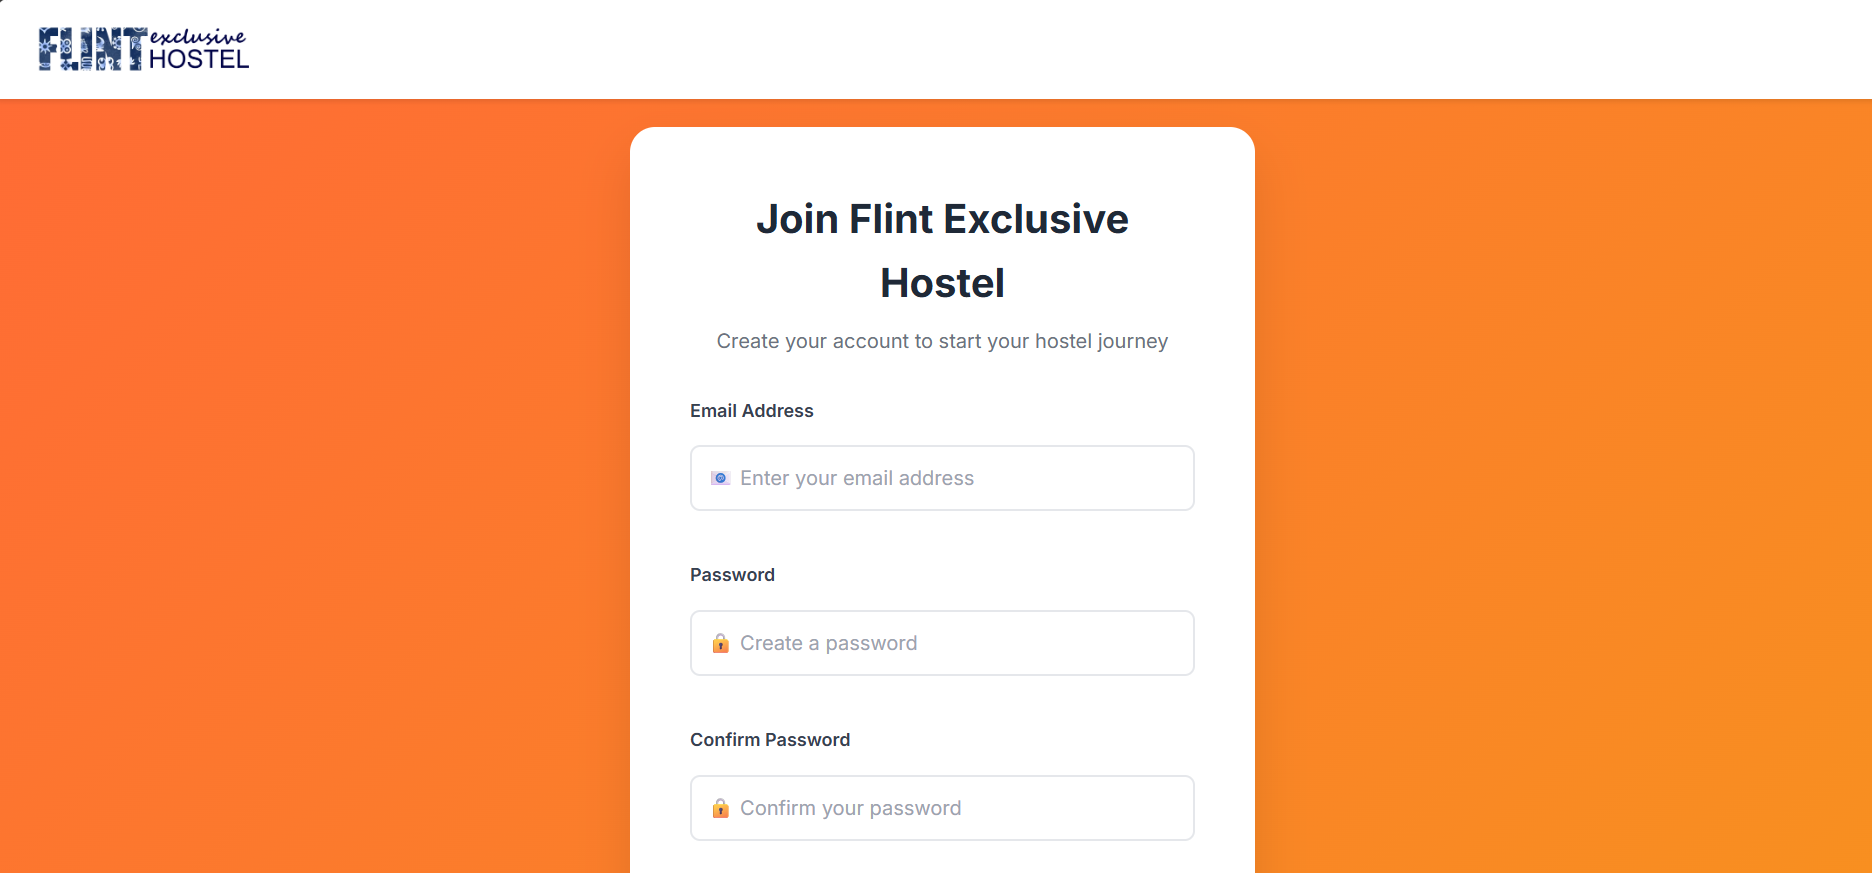 FLINT exclusive
HOSTEL
Join Flint Exclusive
Hostel
Create your account to start your hostel journey
Email Address
Enter your email address
Password
Create a password
Confirm Password
Confirm your password